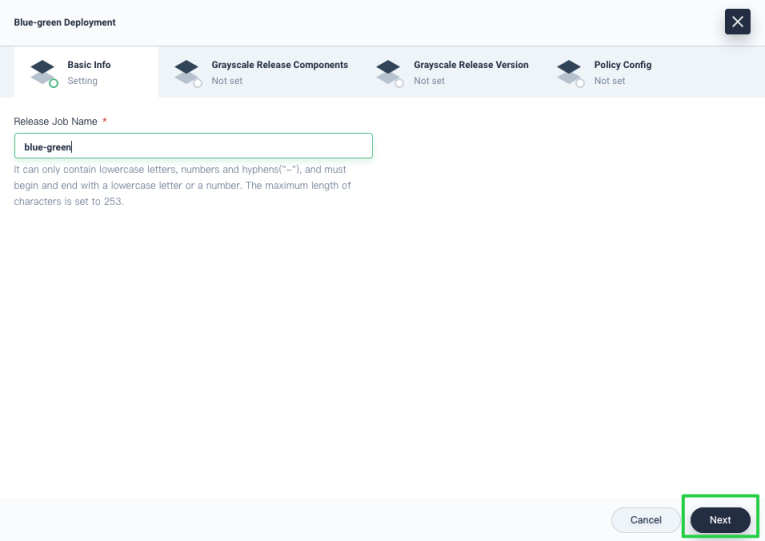 Blue-green Deployment
Basic Info
Setting
Grayscale Release Components
Not set
Grayscale Release Version
Not set
Policy Config
Not set
Release Job Name *
blue-green
It can only contain lowercase letters, numbers and hyphens("-"), and must
begin and end with a lowercase letter or a number. The maximum length of
characters is set to 253.
Cancel
Next